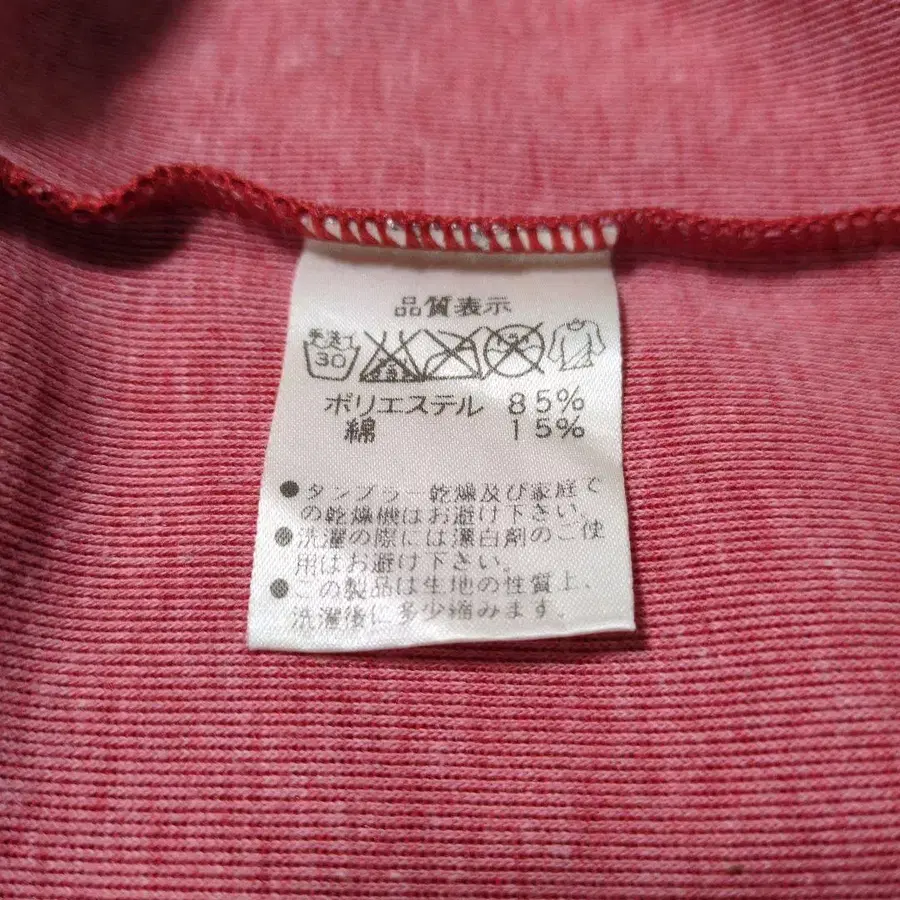 品質表示
手洗イ
30
ポリエステル 85%
綿 15%
●タンブラー乾燥及び家庭で
の乾燥機はお避け下さい。
●洗濯の際には漂白剤のご使
用はお避け下さい。
●この製品は生地の性質上、
洗濯後に多少縮みます。